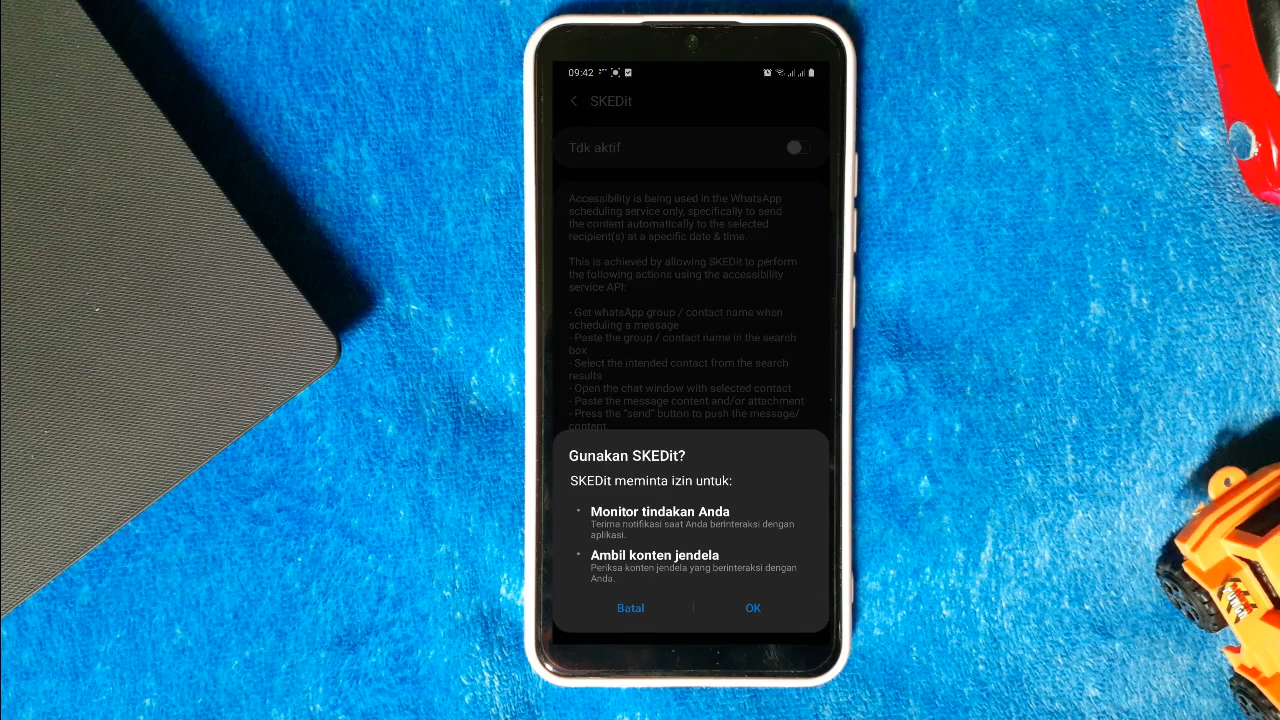 09:42
SKEDit
Tdk aktif
Accessibility is being used in the WhatsApp
scheduling service only, specifically to send
the content automatically to the selected
recipient(s) at a specific date & time.
This is achieved by allowing SKEDit to perform
the following actions using the accessibility
service API:
- Get whatsApp group / contact name when
scheduling a message
- Paste the group / contact name in the search
box
- Select the intended contact from the search
results
- Open the chat window with selected contact
- Paste the message content and/or attachment
- Press the "send" button to push the message/
content
Gunakan SKEDit?
SKEDit meminta izin untuk:
• Monitor tindakan Anda
Terima notifikasi saat Anda berinteraksi dengan
aplikasi.
• Ambil konten jendela
Periksa konten jendela yang berinteraksi dengan
Anda.
Batal
OK